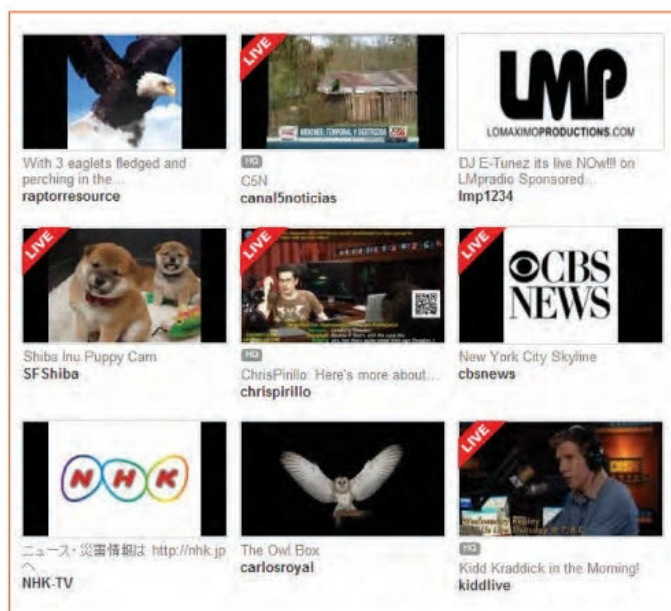 With 3 eaglets fledged and
perching in the...
raptorresource
LIVE
HQ
C5N
canal5noticias
LMP
LOMAXIMOPRODUCTIONS.COM
DJ E-Tunez its live NOw!!! on
LMpradio Sponsored...
lmp1234
LIVE
Shiba Inu Puppy Cam
SFShiba
LIVE
HQ
ChrisPirillo: Here's more about...
chrispirillo
LIVE
CBS
NEWS
New York City Skyline
cbsnews
NHK
ニュース・災害情報は http://nhk.jp
へ
NHK-TV
The Owl Box
carlosroyal
LIVE
HQ
Kidd Kraddick in the Morning!
kiddlive